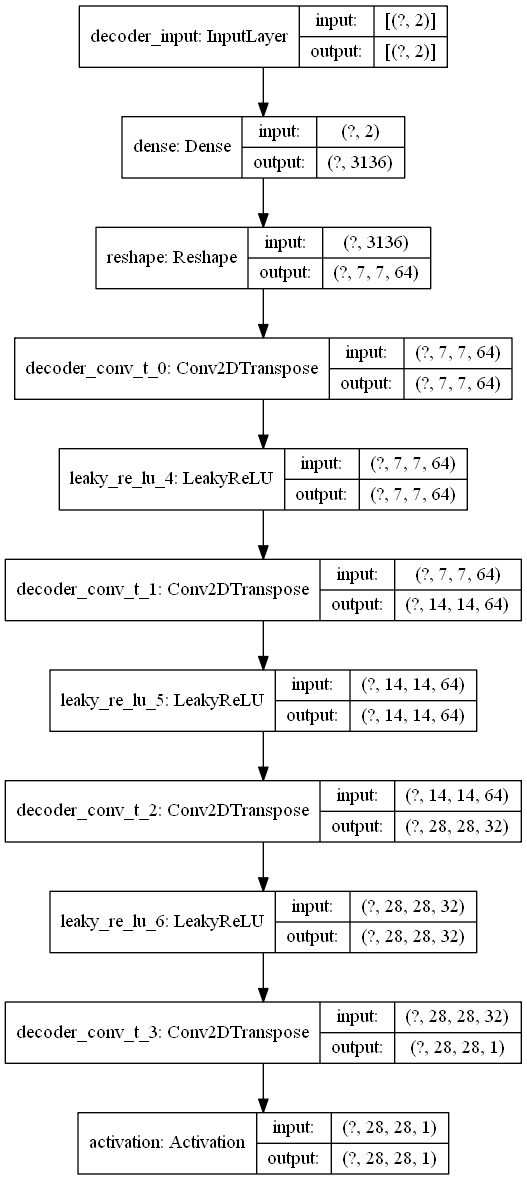 decoder_input: InputLayer
input: [(?, 2)]
output: [(?, 2)]
dense: Dense
input: (?, 2)
output: (?, 3136)
reshape: Reshape
input: (?, 3136)
output: (?, 7, 7, 64)
decoder_conv_t_0: Conv2DTranspose
input: (?, 7, 7, 64)
output: (?, 7, 7, 64)
leaky_re_lu_4: LeakyReLU
input: (?, 7, 7, 64)
output: (?, 7, 7, 64)
decoder_conv_t_1: Conv2DTranspose
input: (?, 7, 7, 64)
output: (?, 14, 14, 64)
leaky_re_lu_5: LeakyReLU
input: (?, 14, 14, 64)
output: (?, 14, 14, 64)
decoder_conv_t_2: Conv2DTranspose
input: (?, 14, 14, 64)
output: (?, 28, 28, 32)
leaky_re_lu_6: LeakyReLU
input: (?, 28, 28, 32)
output: (?, 28, 28, 32)
decoder_conv_t_3: Conv2DTranspose
input: (?, 28, 28, 32)
output: (?, 28, 28, 1)
activation: Activation
input: (?, 28, 28, 1)
output: (?, 28, 28, 1)